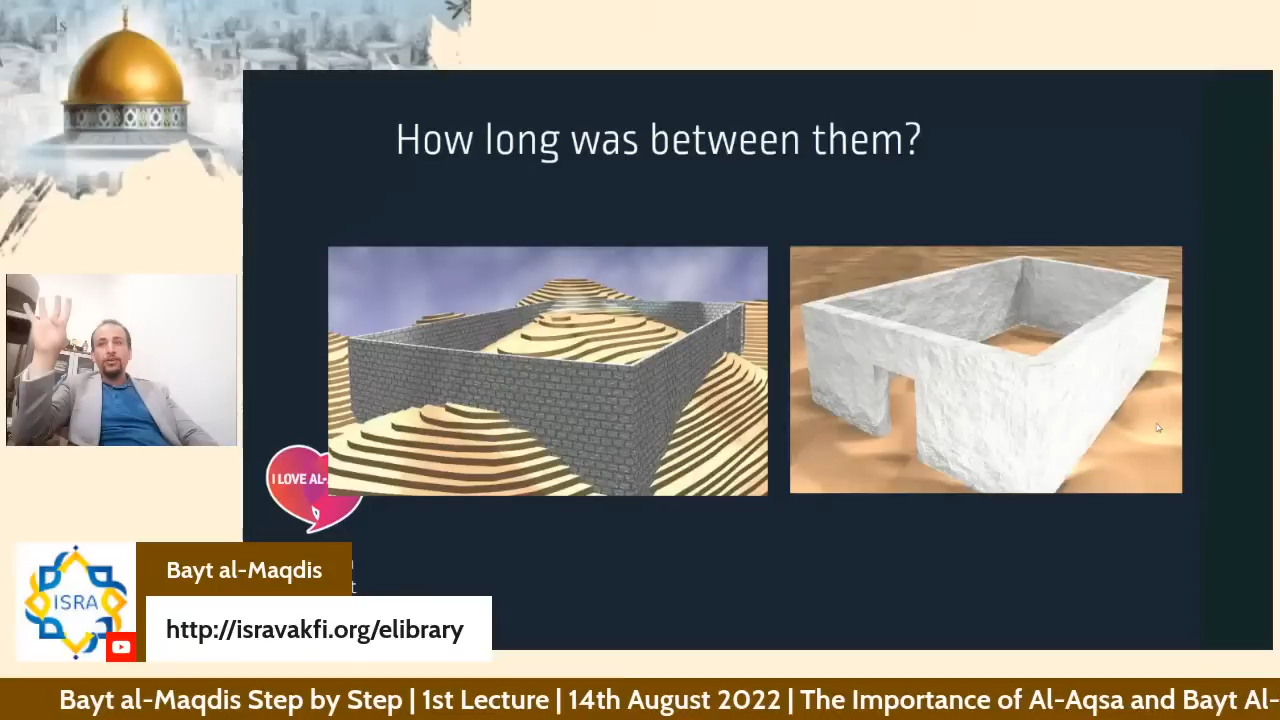 How long was between them?
I LOVE AL-
t
Bayt al-Maqdis
ISRA
http://isravakfi.org/elibrary
Bayt al-Maqdis Step by Step | 1st Lecture | 14th August 2022 | The Importance of Al-Aqsa and Bayt Al-